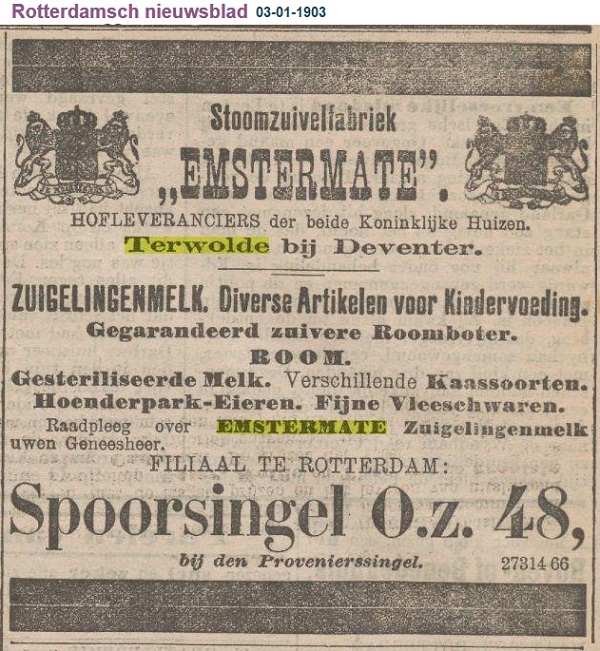 Rotterdamsch nieuwsblad 03-01-1903
Stoomzuivelfabriek
„EMSTERMATE”.
HOFLEVERANCIERS der beide Koninklijke Huizen.
Terwolde bij Deventer.
ZUIGELINGENMELK. Diverse Artikelen voor Kindervoeding.
Gegarandeerd zuivere Roomboter.
ROOM.
Gesteriliseerde Melk. Verschillende Kaassoorten.
Hoenderpark-Eieren. Fijne Vleeschwaren.
Raadpleeg over EMSTERMATE Zuigelingenmelk
uwen Geneesheer.
FILIAAL TE ROTTERDAM:
Spoorsingel O.z. 48,
bij den Provenierssingel. 27314 66